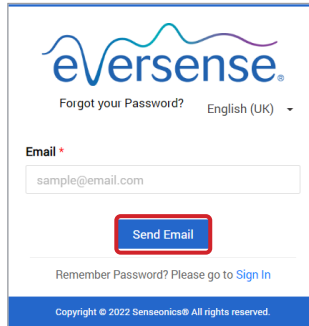 eversense®
Forgot your Password?
English (UK)
Email *
sample@email.com
Send Email
Remember Password? Please go to Sign In
Copyright © 2022 Senseonics® All rights reserved.